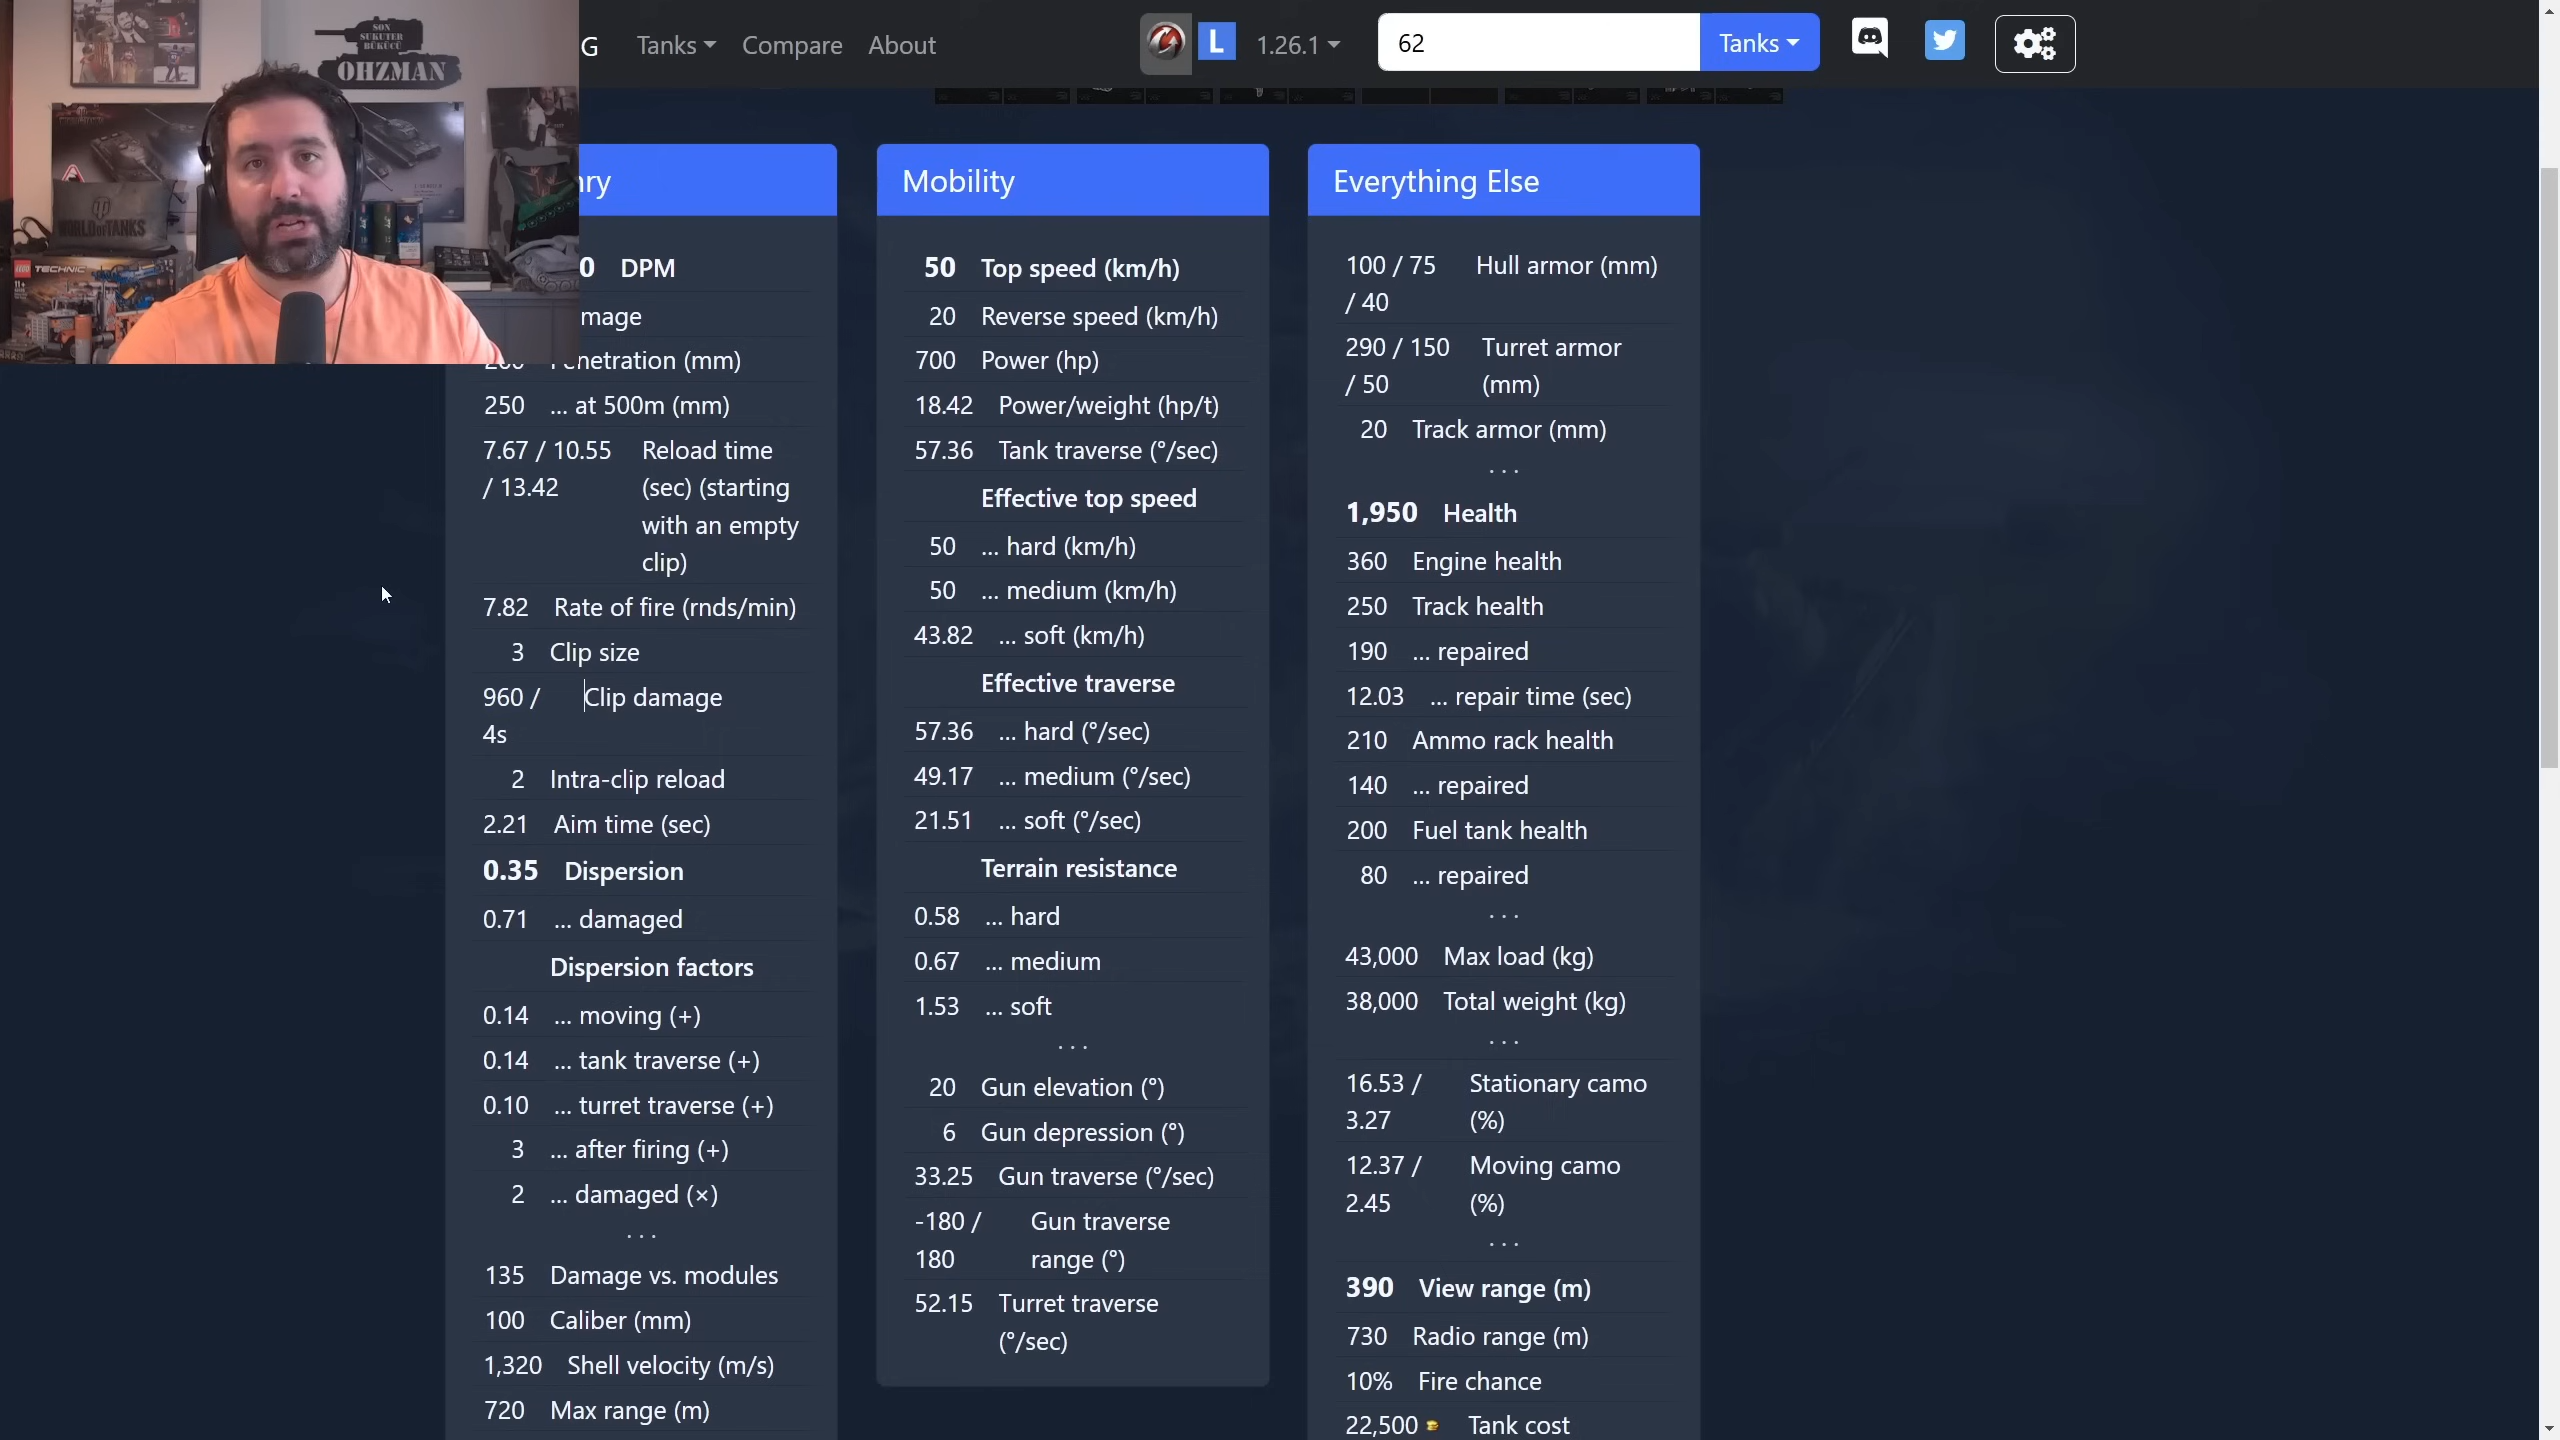 SON
SUKUTER
BÜKÜCÜ
OHZMAN
WORLD OF TANKS
LEGO TECHNIC
G
Tanks
Compare
About
L
1.26.1
62
Tanks
nry
0 DPM
mage
netration (mm)
250 ... at 500m (mm)
7.67 / 10.55
/ 13.42
Reload time
(sec) (starting
with an empty
clip)
7.82 Rate of fire (rnds/min)
3 Clip size
960 /
4s
Clip damage
2 Intra-clip reload
2.21 Aim time (sec)
0.35 Dispersion
0.71 ... damaged
Dispersion factors
0.14 ... moving (+)
0.14 ... tank traverse (+)
0.10 ... turret traverse (+)
3 ... after firing (+)
2 ... damaged (×)
...
135 Damage vs. modules
100 Caliber (mm)
1,320 Shell velocity (m/s)
720 Max range (m)
Mobility
50 Top speed (km/h)
20 Reverse speed (km/h)
700 Power (hp)
18.42 Power/weight (hp/t)
57.36 Tank traverse (°/sec)
Effective top speed
50 ... hard (km/h)
50 ... medium (km/h)
43.82 ... soft (km/h)
Effective traverse
57.36 ... hard (°/sec)
49.17 ... medium (°/sec)
21.51 ... soft (°/sec)
Terrain resistance
0.58 ... hard
0.67 ... medium
1.53 ... soft
...
20 Gun elevation (°)
6 Gun depression (°)
33.25 Gun traverse (°/sec)
-180 /
180
Gun traverse
range (°)
52.15 Turret traverse
(°/sec)
Everything Else
100 / 75
/ 40
Hull armor (mm)
290 / 150
/ 50
Turret armor
(mm)
20 Track armor (mm)
...
1,950 Health
360 Engine health
250 Track health
190 ... repaired
12.03 ... repair time (sec)
210 Ammo rack health
140 ... repaired
200 Fuel tank health
80 ... repaired
...
43,000 Max load (kg)
38,000 Total weight (kg)
...
16.53 /
3.27
Stationary camo
(%)
12.37 /
2.45
Moving camo
(%)
...
390 View range (m)
730 Radio range (m)
10% Fire chance
22,500 Tank cost